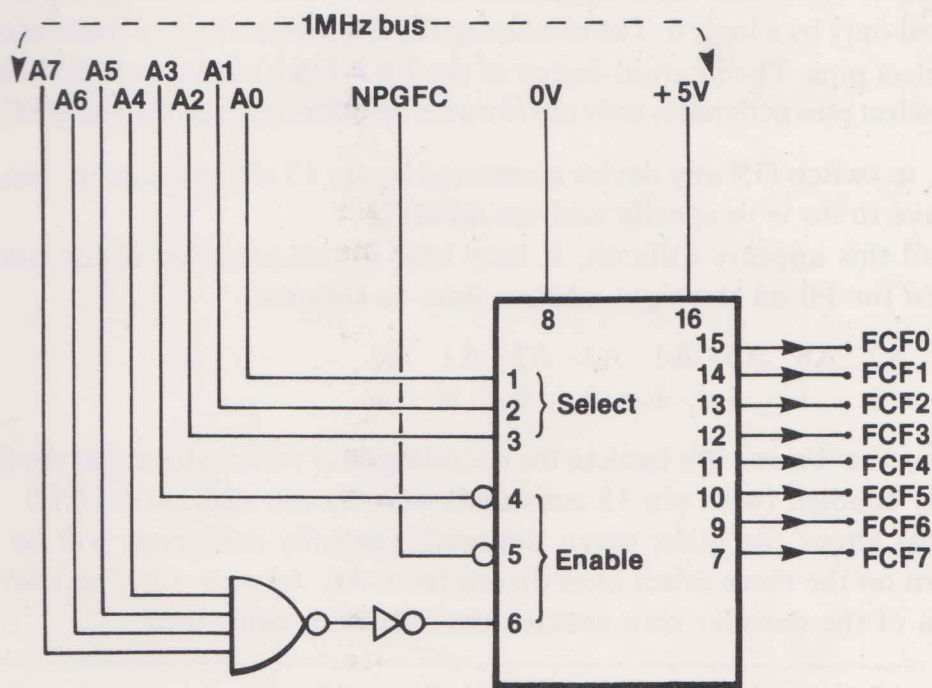 1MHz bus
A7 A5 A3 A1
A6 A4 A2 A0 NPGFC 0V +5V
8 16
15 FCF0
1 14 FCF1
2 Select 13 FCF2
3 12 FCF3
11 FCF4
4 10 FCF5
9 FCF6
5 Enable 7 FCF7
6